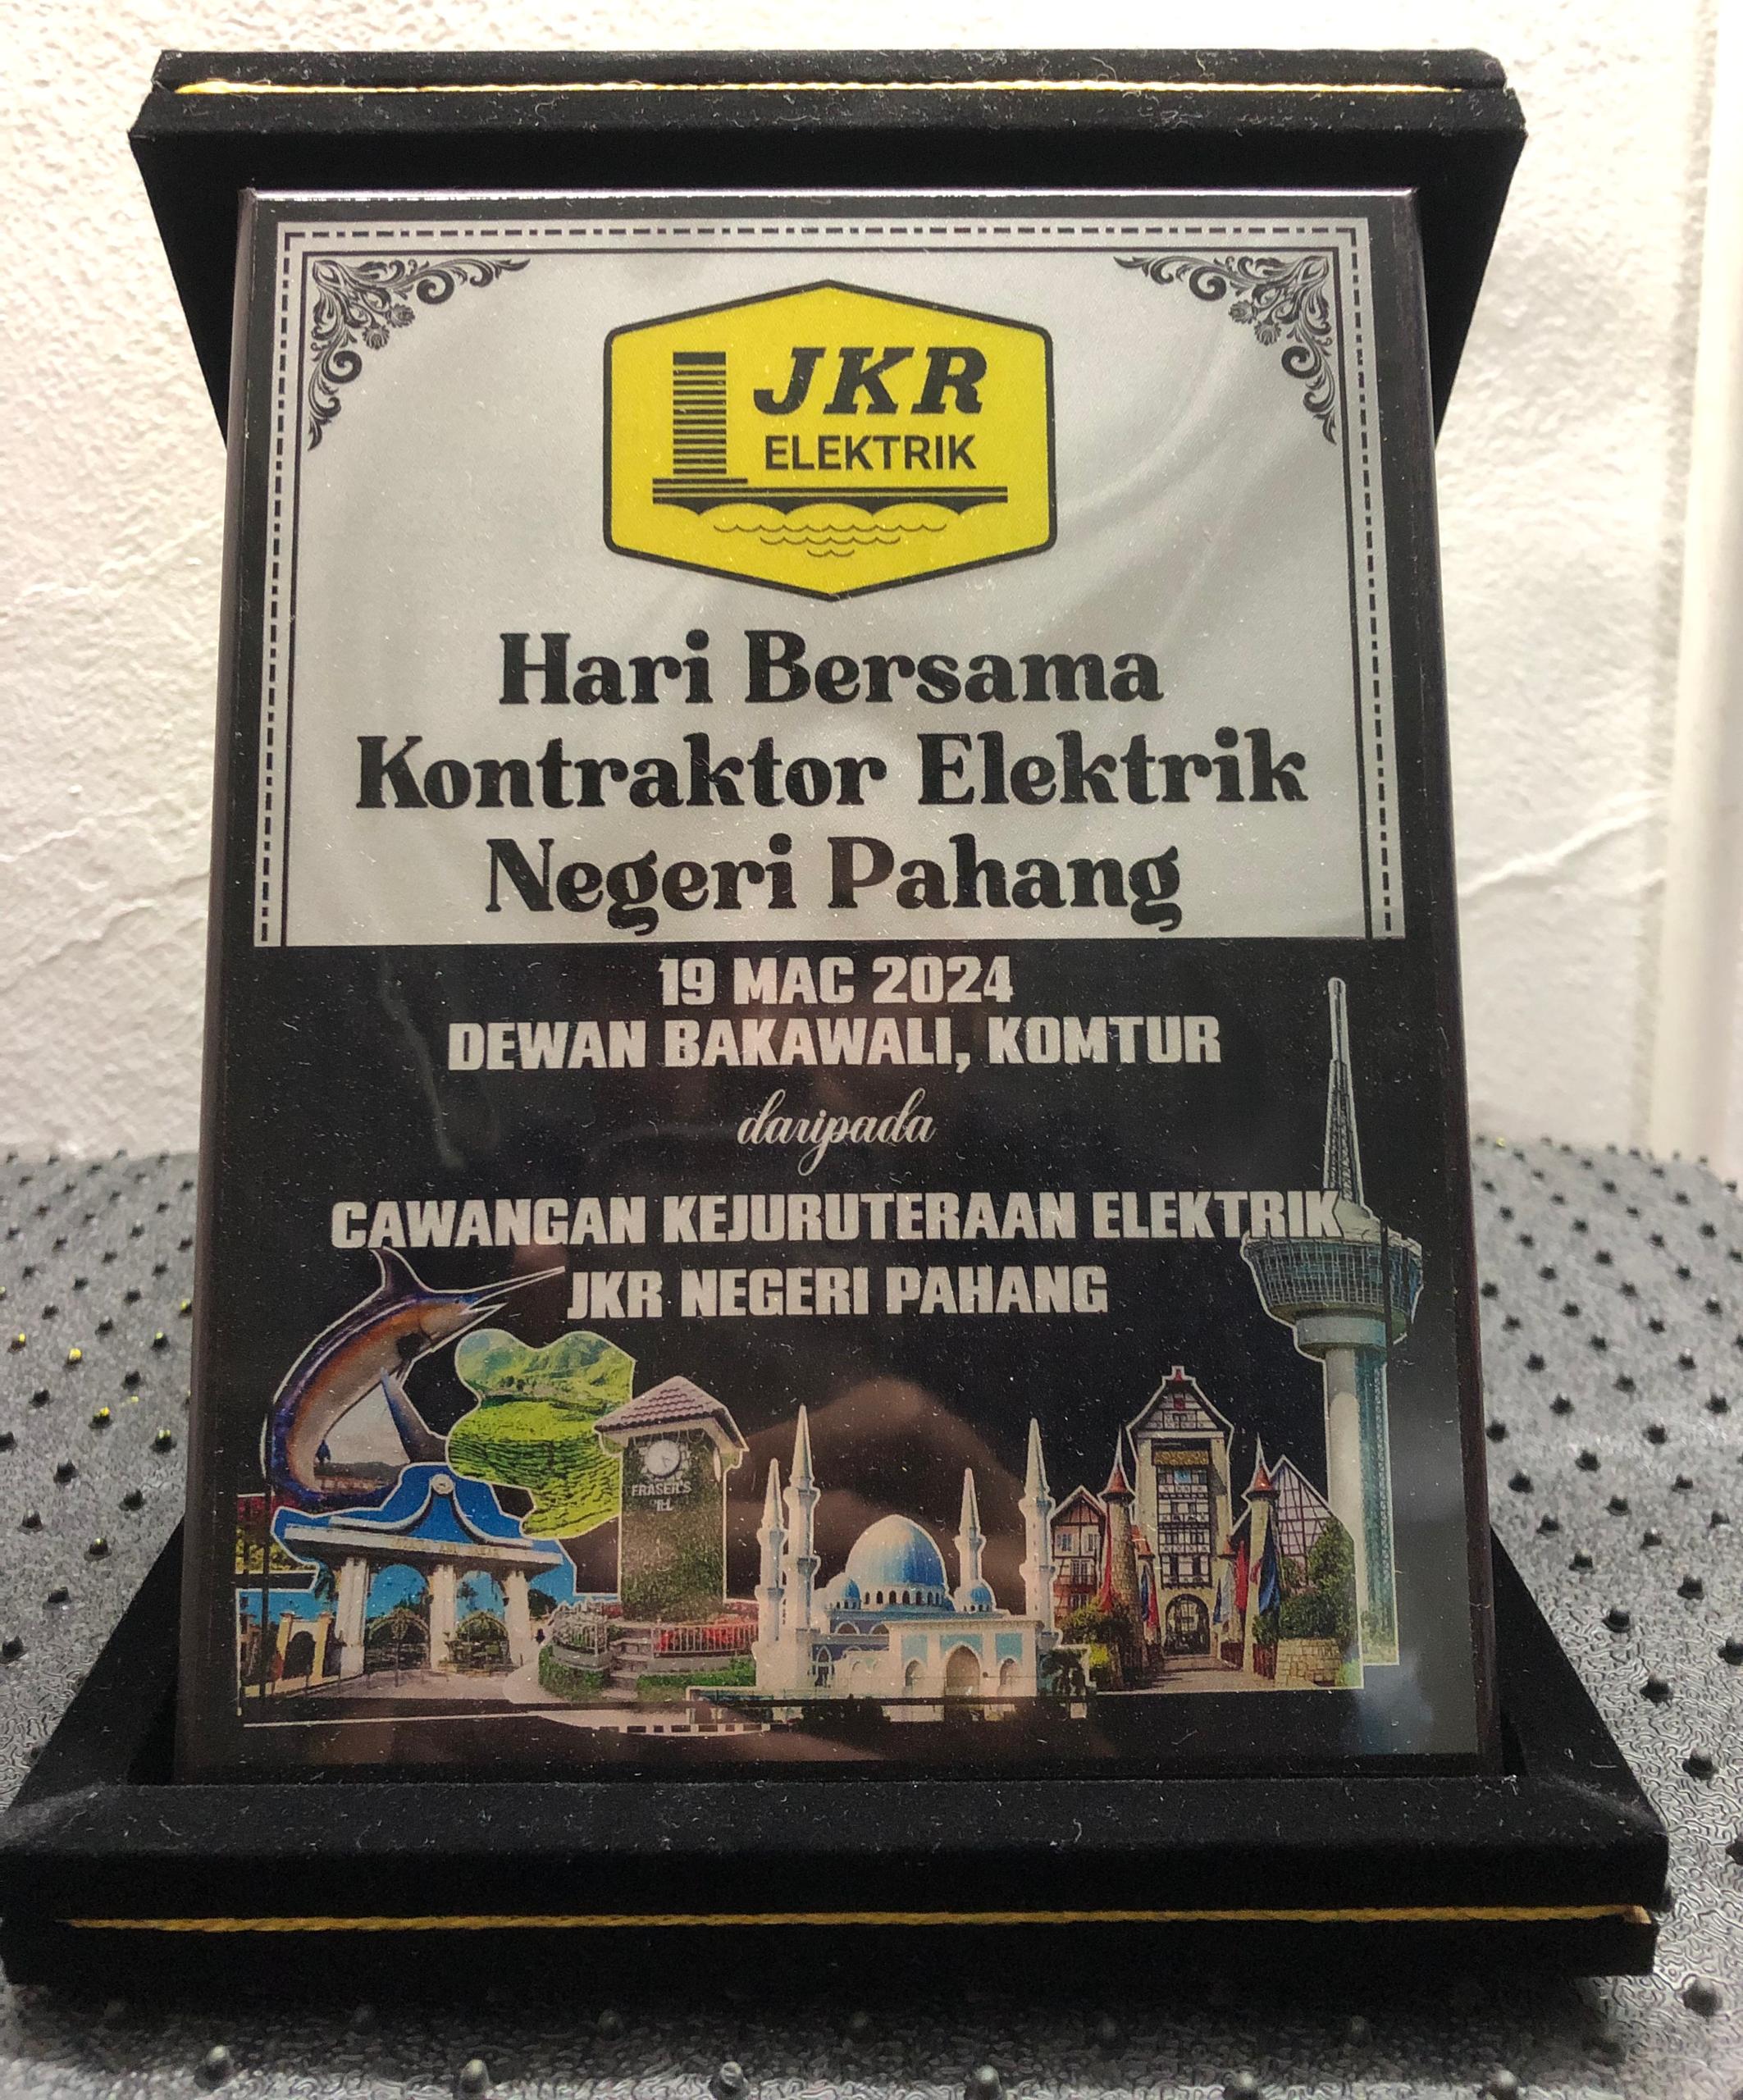 JKR
ELEKTRIK
Hari Bersama
Kontraktor Elektrik
Negeri Pahang
19 MAC 2024
DEWAN BAKAWALI, KOMTUR
daripada
CAWANGAN KEJURUTERAAN ELEKTRIK
JKR NEGERI PAHANG
FRASER'S